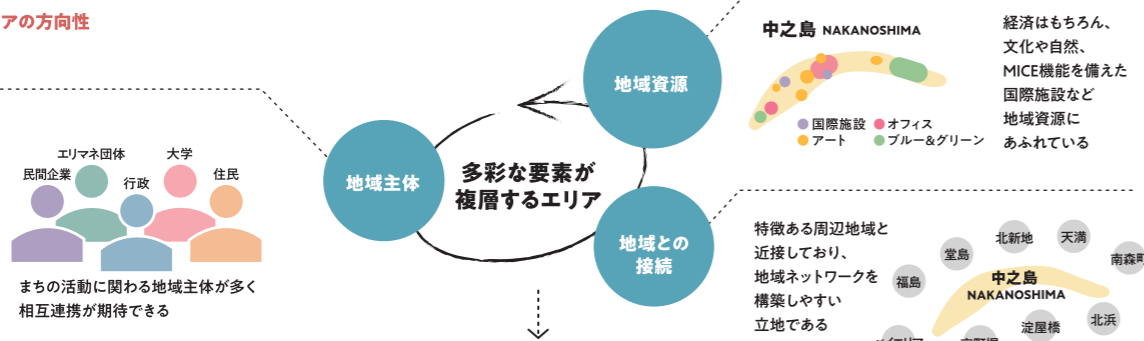 アの方向性
エリマネ団体
大学
民間企業
行政
住民
まちの活動に関わる地域主体が多く
相互連携が期待できる
地域主体
地域資源
多彩な要素が
複層するエリア
地域との
接続
中之島 NAKANOSHIMA
国際施設
オフィス
アート
ブルー&グリーン
経済はもちろん、
文化や自然、
MICE機能を備えた
国際施設など
地域資源に
あふれている
特徴ある周辺地域と
近接しており、
地域ネットワークを
構築しやすい
立地である
福島
堂島
北新地
天満
南森町
中之島
NAKANOSHIMA
淀屋橋
北浜